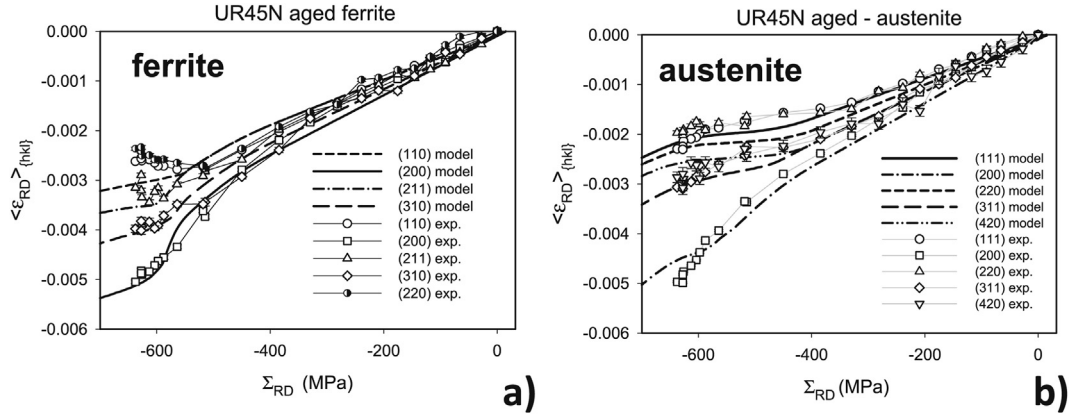 UR45N aged ferrite
0.000
-0.001
-0.002
-0.003
-0.004
-0.005
-0.006
<εRD>{hkl}
ferrite
(110) model
(200) model
(211) model
(310) model
(110) exp.
(200) exp.
(211) exp.
(310) exp.
(220) exp.
-600
-400
-200
0
ΣRD (MPa)
a)
UR45N aged - austenite
0.000
-0.001
-0.002
-0.003
-0.004
-0.005
-0.006
<εRD>{hkl}
austenite
(111) model
(200) model
(220) model
(311) model
(420) model
(111) exp.
(200) exp.
(220) exp.
(311) exp.
(420) exp.
-600
-400
-200
0
ΣRD (MPa)
b)